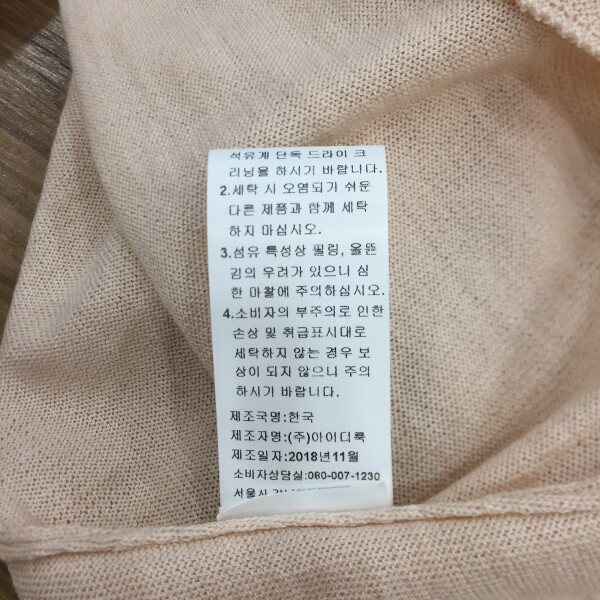 석유계 단독 드라이 크
리닝을 하시기 바랍니다.
2.세탁 시 오염되기 쉬운
다른 제품과 함께 세탁
하지 마십시오.
3.섬유 특성상 필링, 올뜯
김의 우려가 있으니 심
한 마찰에 주의하십시오.
4.소비자의 부주의로 인한
손상 및 취급표시대로
세탁하지 않는 경우 보
상이 되지 않으니 주의
하시기 바랍니다.
제조국명:한국
제조자명:(주)아이디룩
제조일자:2018년11월
소비자상담실:080-007-1230
서울시